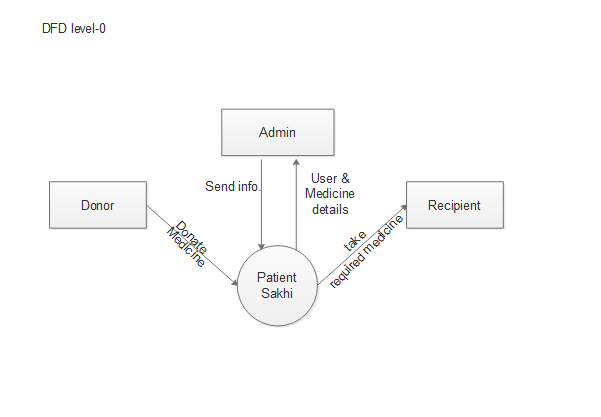 DFD level-0
Admin
Send info.
User &
Medicine
details
Donor
Recipient
Donate
Medicine
take
required medicine
Patient
Sakhi